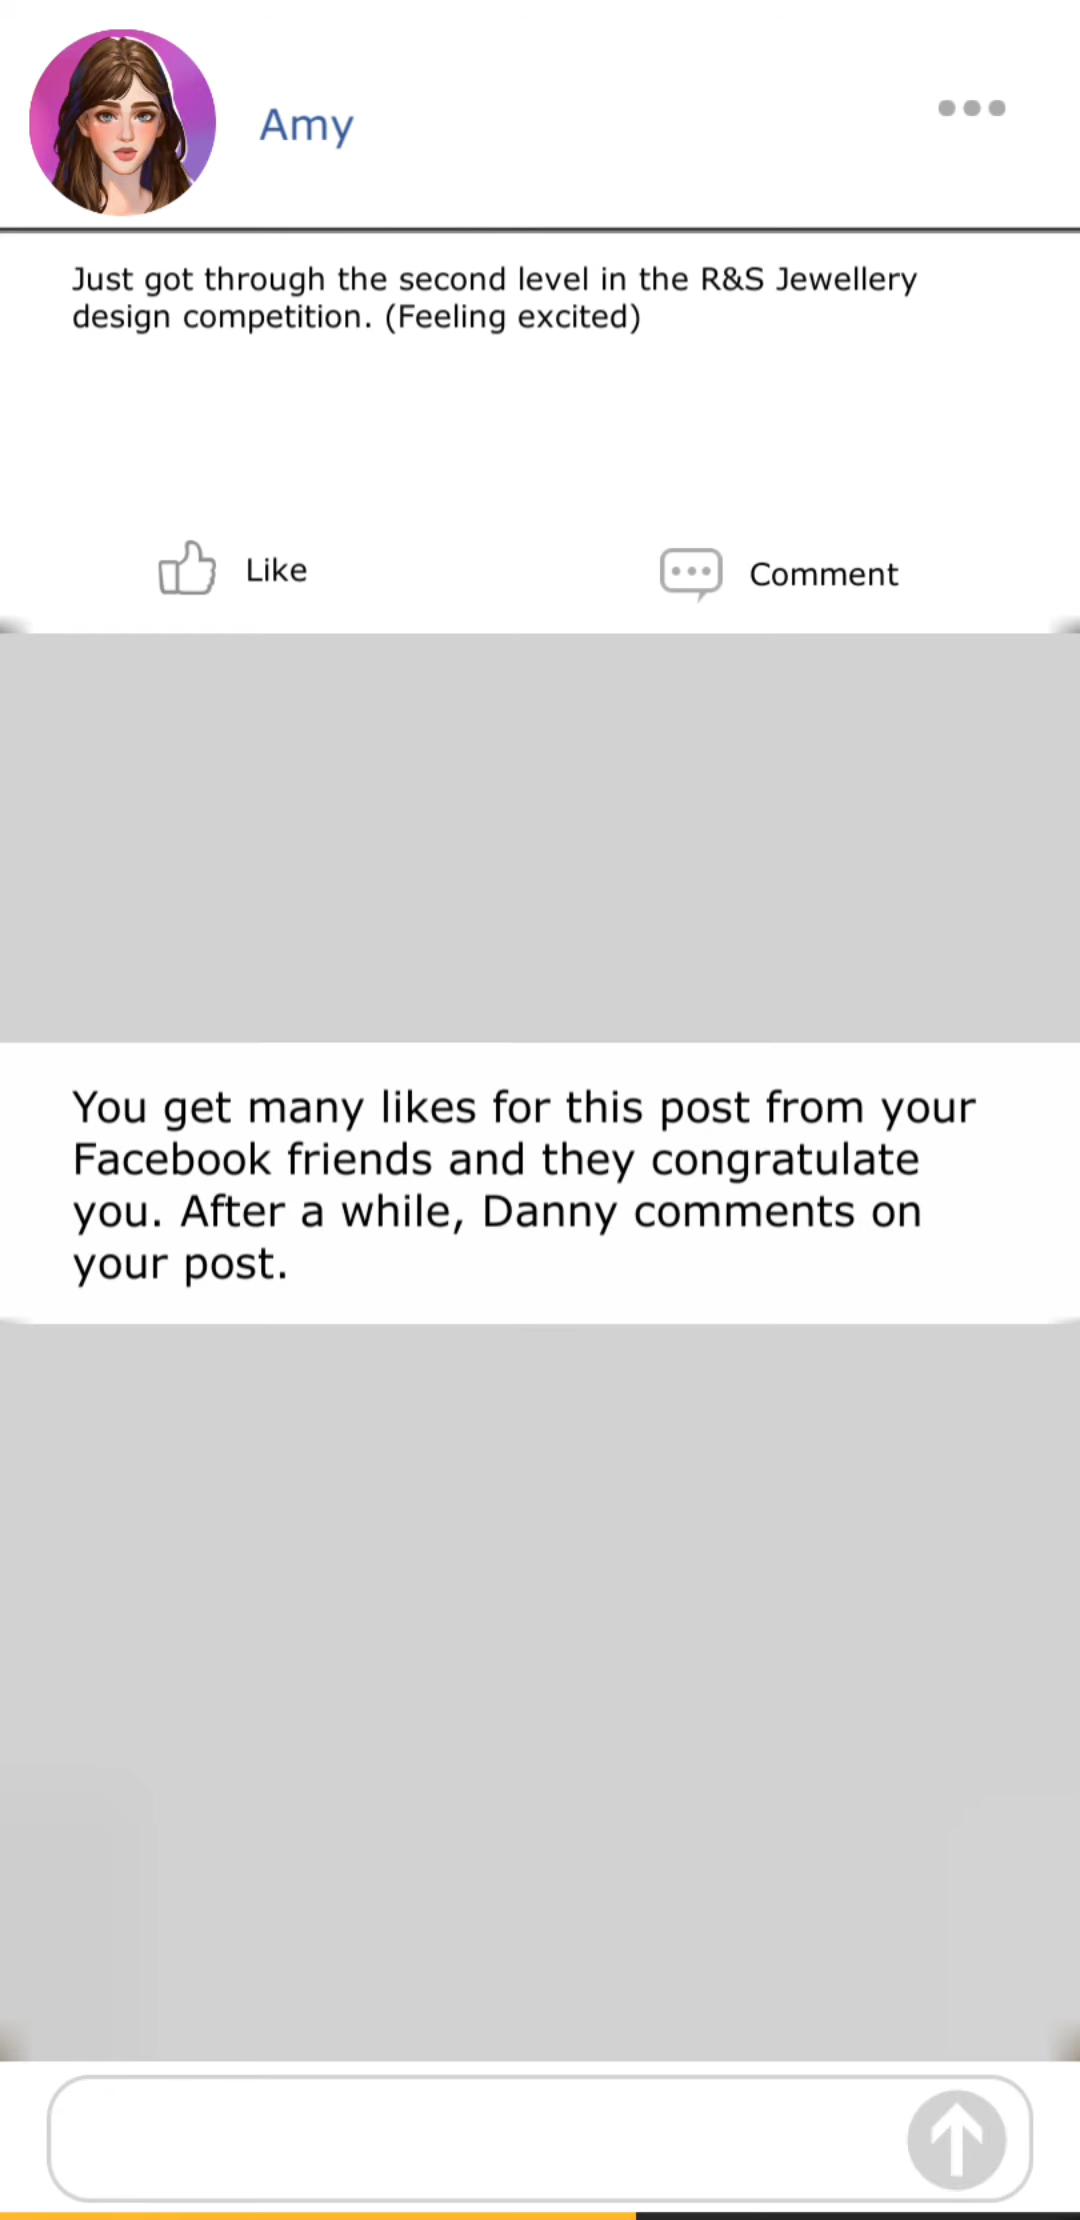 Amy
Just got through the second level in the R&S Jewellery
design competition. (Feeling excited)
Like
Comment
You get many likes for this post from your
Facebook friends and they congratulate
you. After a while, Danny comments on
your post.